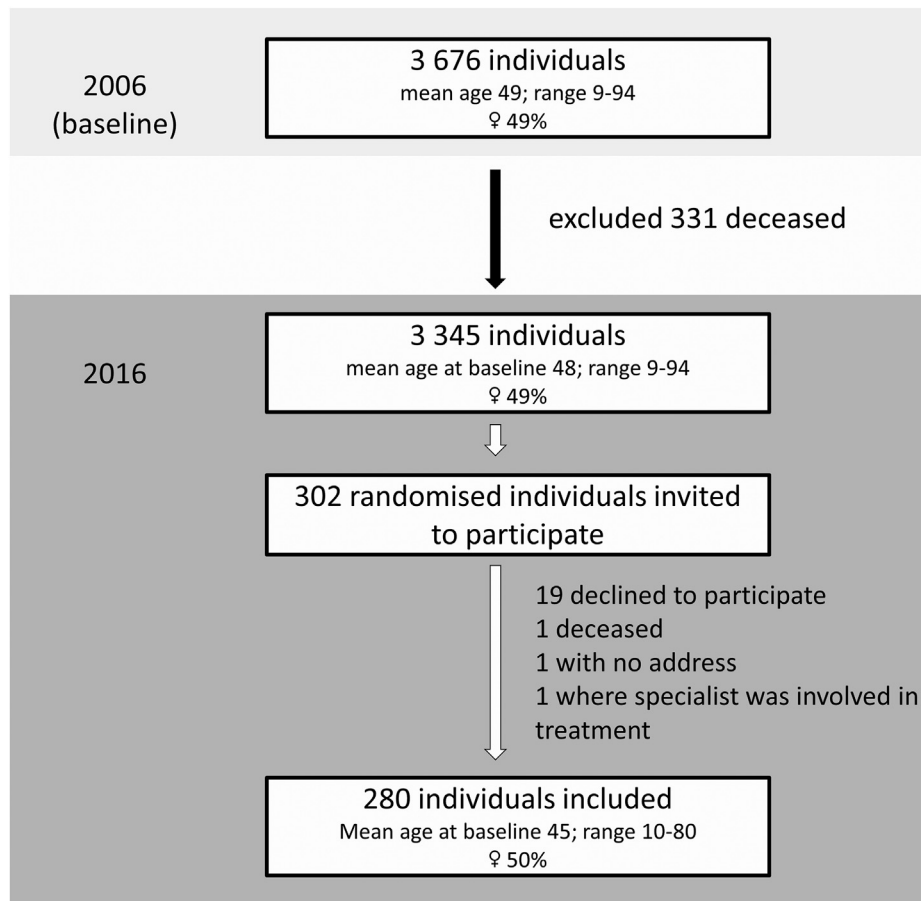 2006
(baseline)
3 676 individuals
mean age 49; range 9-94
♀ 49%
excluded 331 deceased
2016
3 345 individuals
mean age at baseline 48; range 9-94
♀ 49%
302 randomised individuals invited
to participate
19 declined to participate
1 deceased
1 with no address
1 where specialist was involved in
treatment
280 individuals included
Mean age at baseline 45; range 10-80
♀ 50%